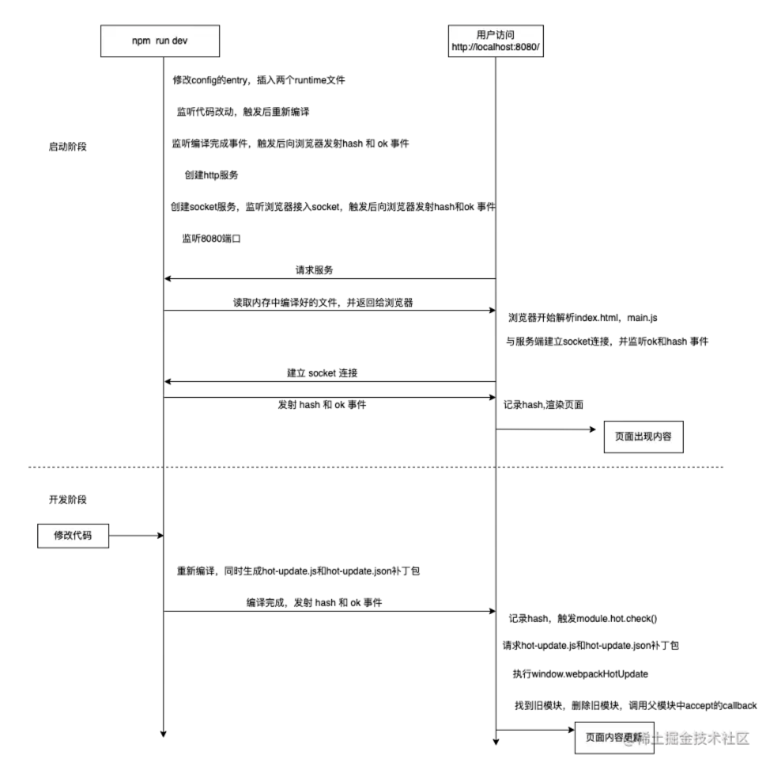 npm run dev
用户访问
http://localhost:8080/
修改config的entry，插入两个runtime文件
监听代码改动，触发后重新编译
启动阶段
监听编译完成事件，触发后向浏览器发射hash 和 ok 事件
创建http服务
创建socket服务，监听浏览器接入socket，触发后向浏览器发射hash和ok 事件
监听8080端口
请求服务
读取内存中编译好的文件，并返回给浏览器
浏览器开始解析index.html，main.js
与服务端建立socket连接，并监听ok和hash 事件
建立 socket 连接
发射 hash 和 ok 事件
记录hash,渲染页面
页面出现内容
开发阶段
修改代码
重新编译，同时生成hot-update.js和hot-update.json补丁包
编译完成，发射 hash 和 ok 事件
记录hash，触发module.hot.check()
请求hot-update.js和hot-update.json补丁包
执行window.webpackHotUpdate
找到旧模块，删除旧模块，调用父模块中accept的callback
页面内容更新
@稀土掘金技术社区